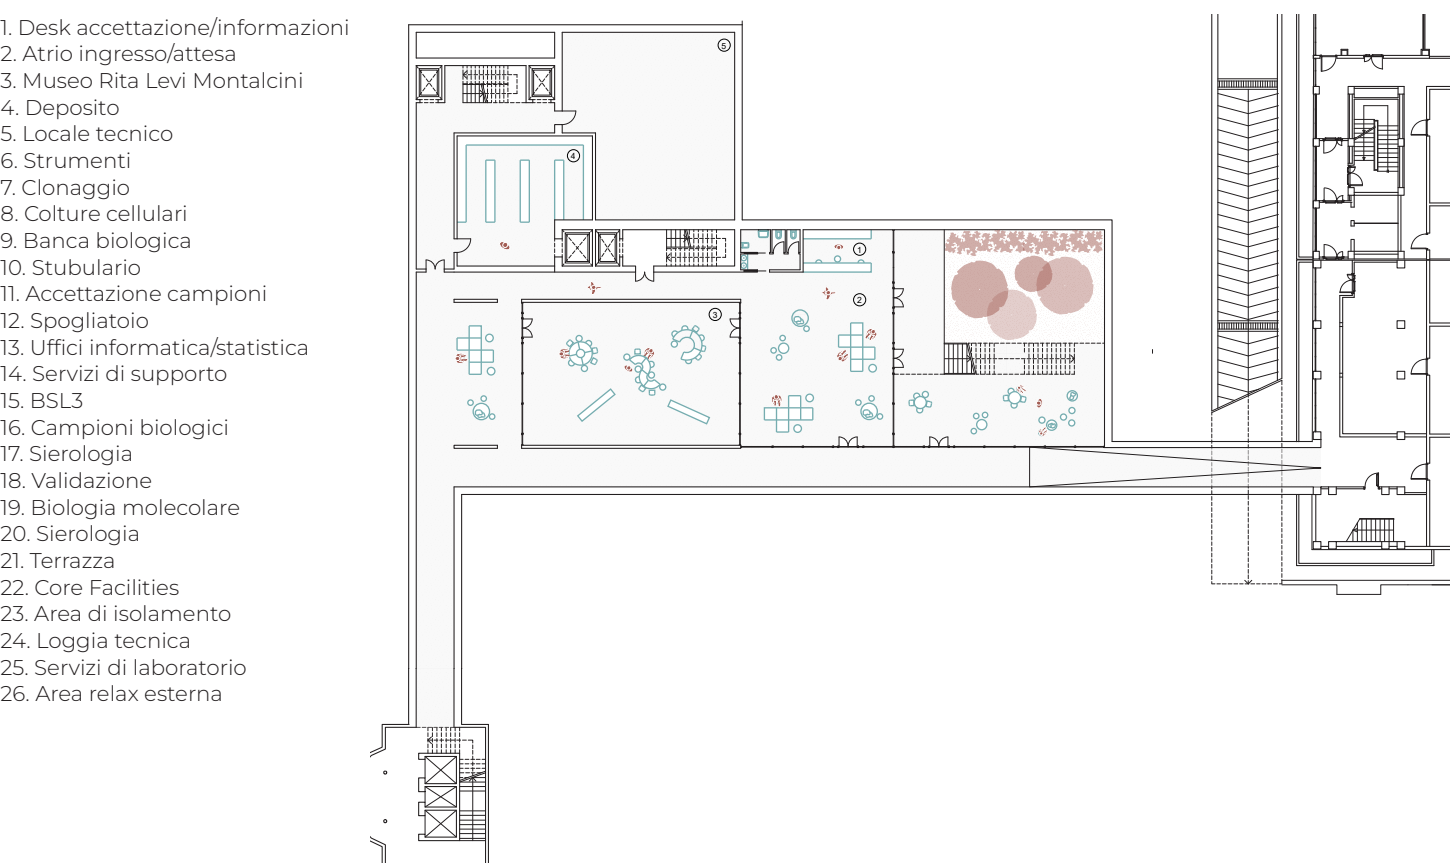 1. Desk accettazione/informazioni
2. Atrio ingresso/attesa
3. Museo Rita Levi Montalcini
4. Deposito
5. Locale tecnico
6. Strumenti
7. Clonaggio
8. Colture cellulari
9. Banca biologica
10. Stubulario
11. Accettazione campioni
12. Spogliatoio
13. Uffici informatica/statistica
14. Servizi di supporto
15. BSL3
16. Campioni biologici
17. Sierologia
18. Validazione
19. Biologia molecolare
20. Sierologia
21. Terrazza
22. Core Facilities
23. Area di isolamento
24. Loggia tecnica
25. Servizi di laboratorio
26. Area relax esterna
5
4
1
2
3